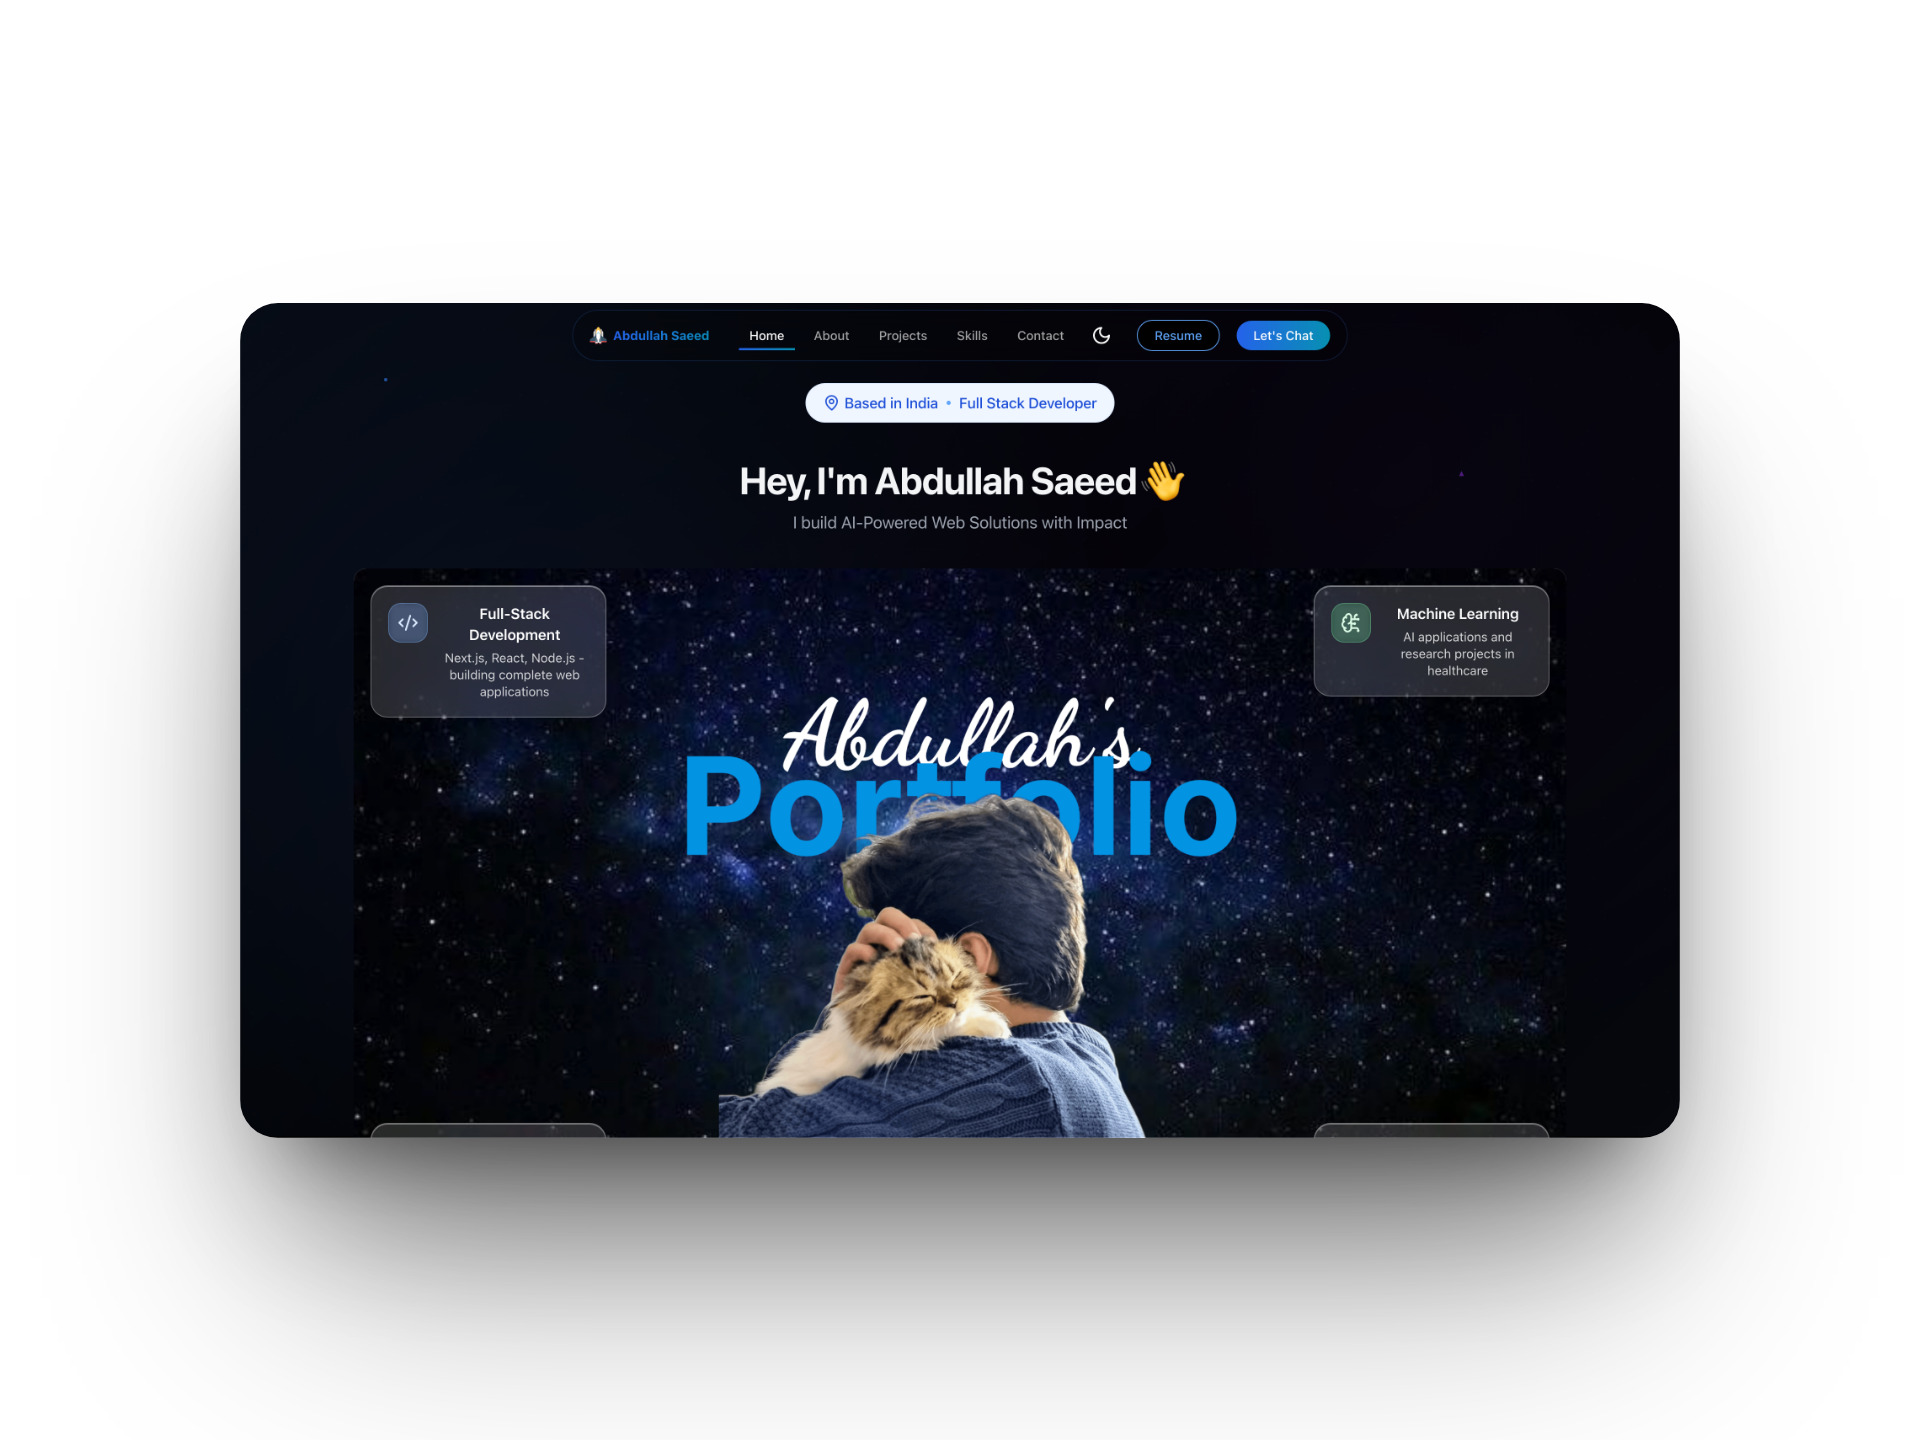 Abdullah Saeed Home About Projects Skills Contact Resume Let's Chat
Based in India • Full Stack Developer
Hey, I'm Abdullah Saeed👋
I build AI-Powered Web Solutions with Impact
Full-Stack
Development
Next.js, React, Node.js -
building complete web
applications
Machine Learning
AI applications and
research projects in
healthcare
Abdullah's
Portfolio